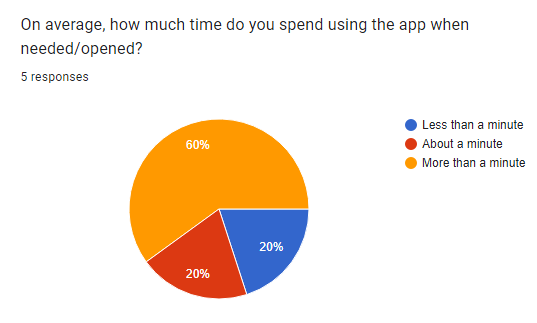 On average, how much time do you spend using the app when
needed/opened?
5 responses
60%
20%
20%
Less than a minute
About a minute
More than a minute